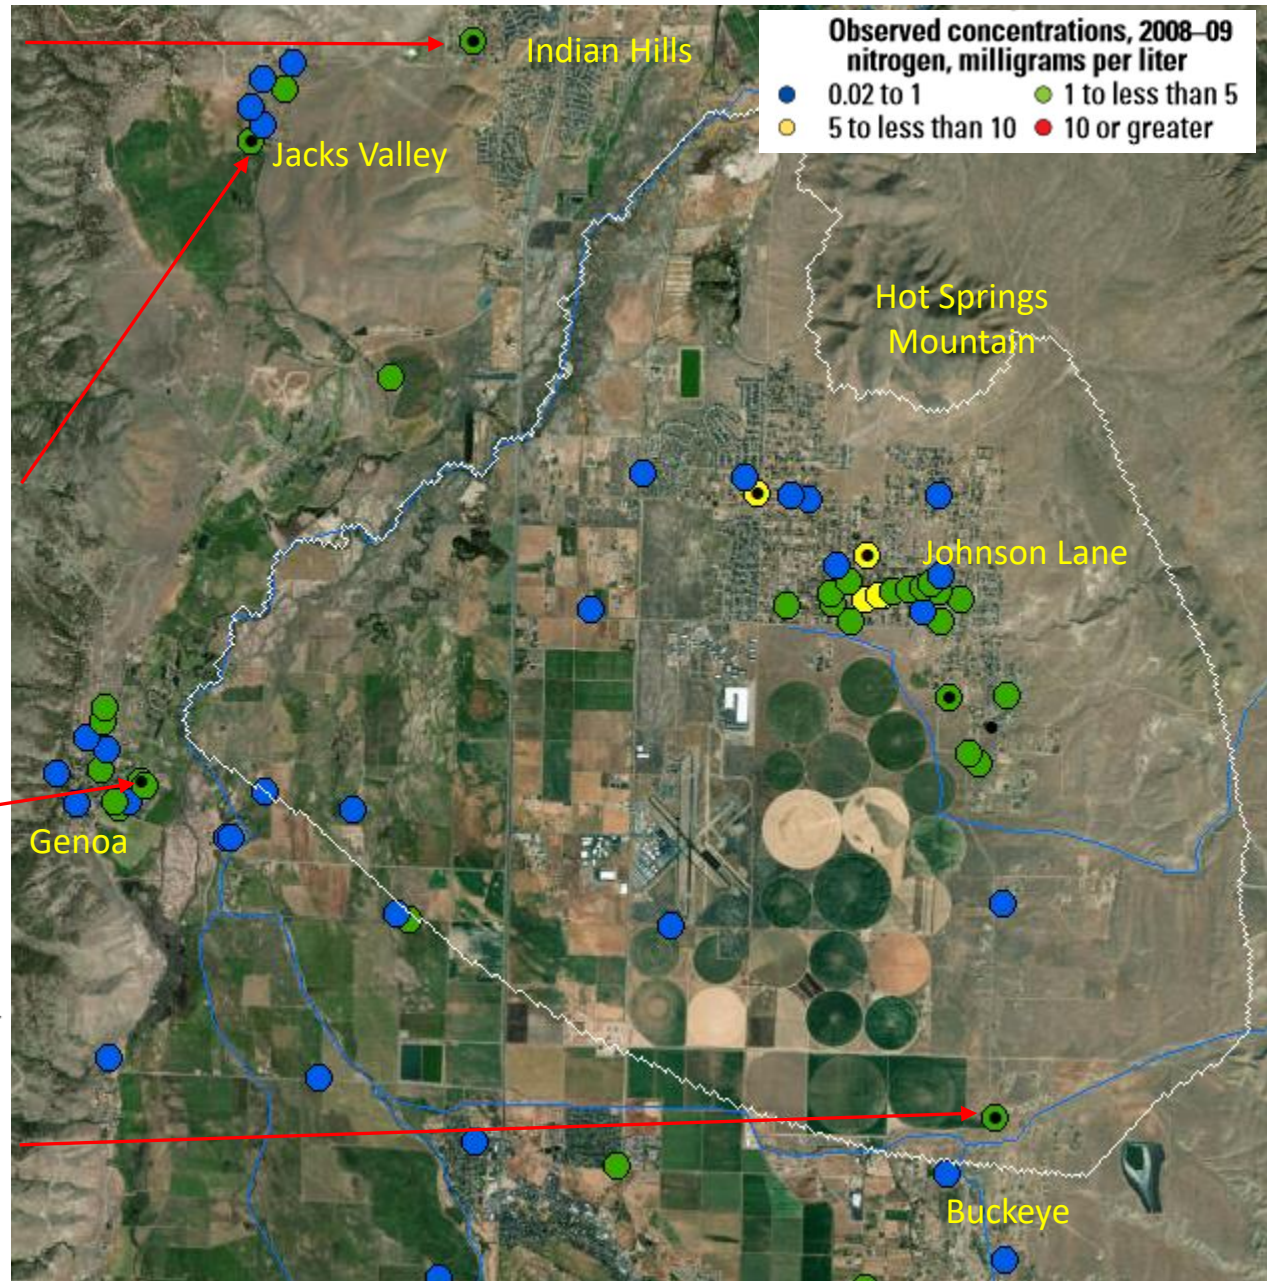 Indian Hills
Observed concentrations, 2008–09
nitrogen, milligrams per liter
0.02 to 1
1 to less than 5
5 to less than 10
10 or greater
Jacks Valley
Hot Springs
Mountain
Johnson Lane
Genoa
Buckeye